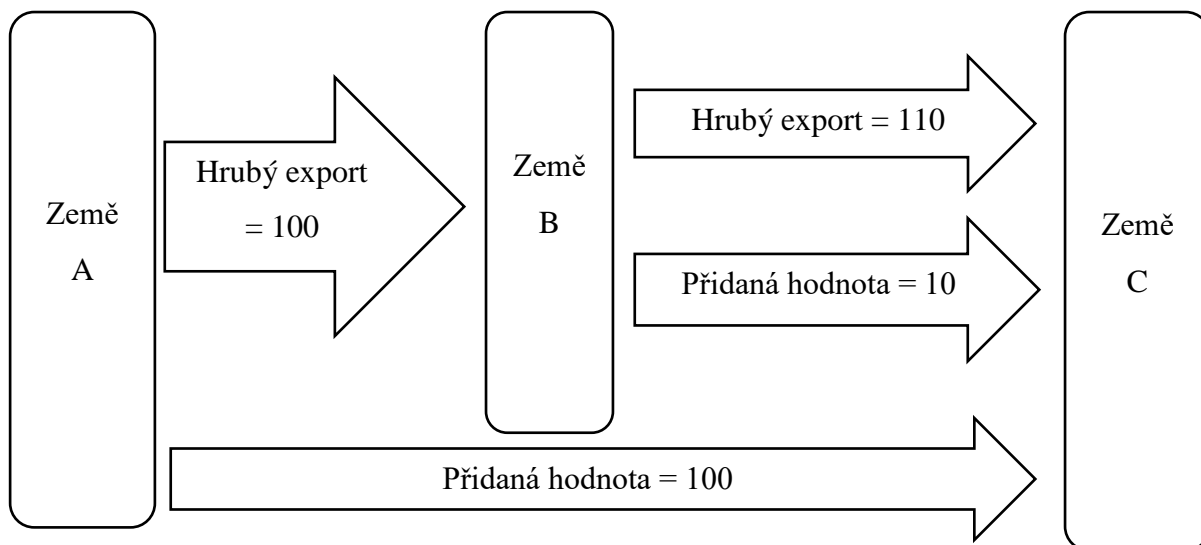 Země
A
Hrubý export
= 100
Země
B
Hrubý export = 110
Přidaná hodnota = 10
Země
C
Přidaná hodnota = 100